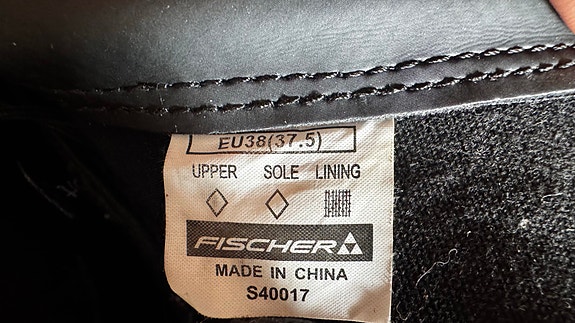 EU38(37.5)
UPPER SOLE LINING
FISCHER
MADE IN CHINA
S40017